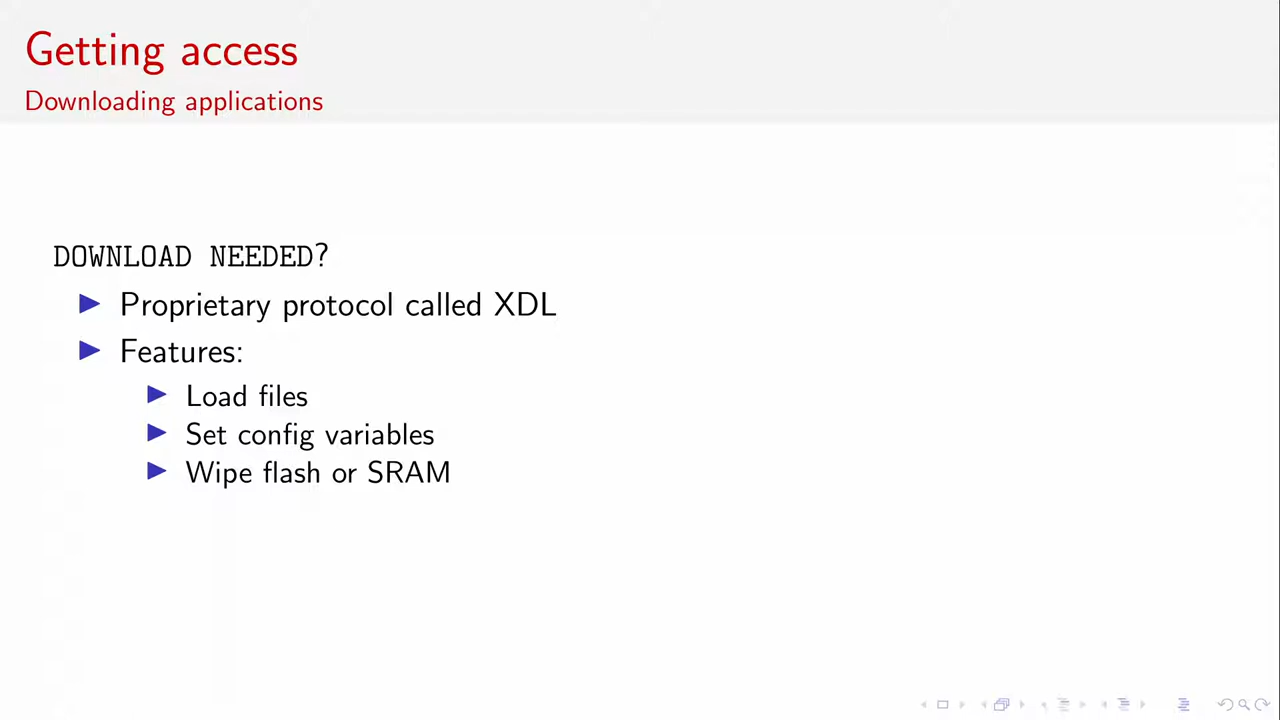 Getting access
Downloading applications
DOWNLOAD NEEDED?
Proprietary protocol called XDL
Features:
Load files
Set config variables
Wipe flash or SRAM